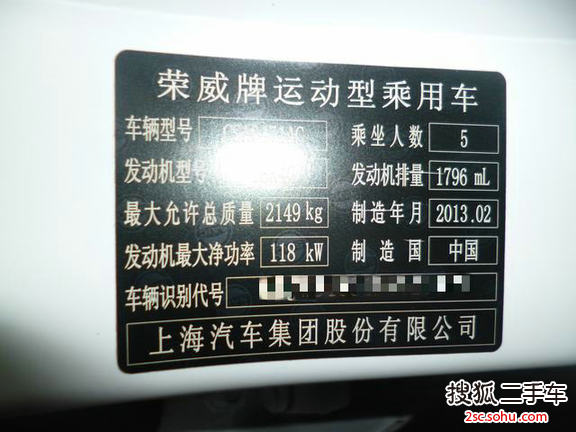 荣威牌运动型乘用车
车辆型号 乘坐人数 5
发动机型号 发动机排量 1796 mL
最大允许总质量 2149 kg 制造年月 2013.02
发动机最大净功率 118 kW 制造国 中国
车辆识别代号
上海汽车集团股份有限公司
搜狐二手车
2sc.sohu.com